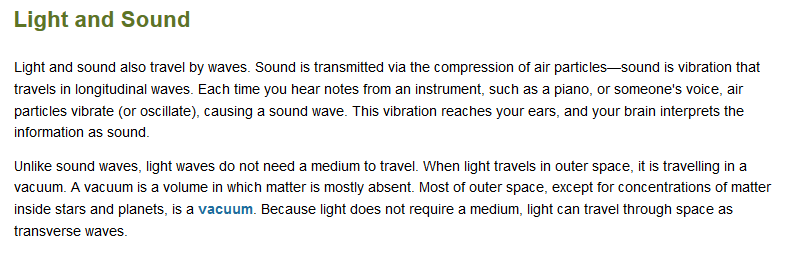 Light and Sound
Light and sound also travel by waves. Sound is transmitted via the compression of air particles—sound is vibration that
travels in longitudinal waves. Each time you hear notes from an instrument, such as a piano, or someone's voice, air
particles vibrate (or oscillate), causing a sound wave. This vibration reaches your ears, and your brain interprets the
information as sound.
Unlike sound waves, light waves do not need a medium to travel. When light travels in outer space, it is travelling in a
vacuum. A vacuum is a volume in which matter is mostly absent. Most of outer space, except for concentrations of matter
inside stars and planets, is a vacuum. Because light does not require a medium, light can travel through space as
transverse waves.